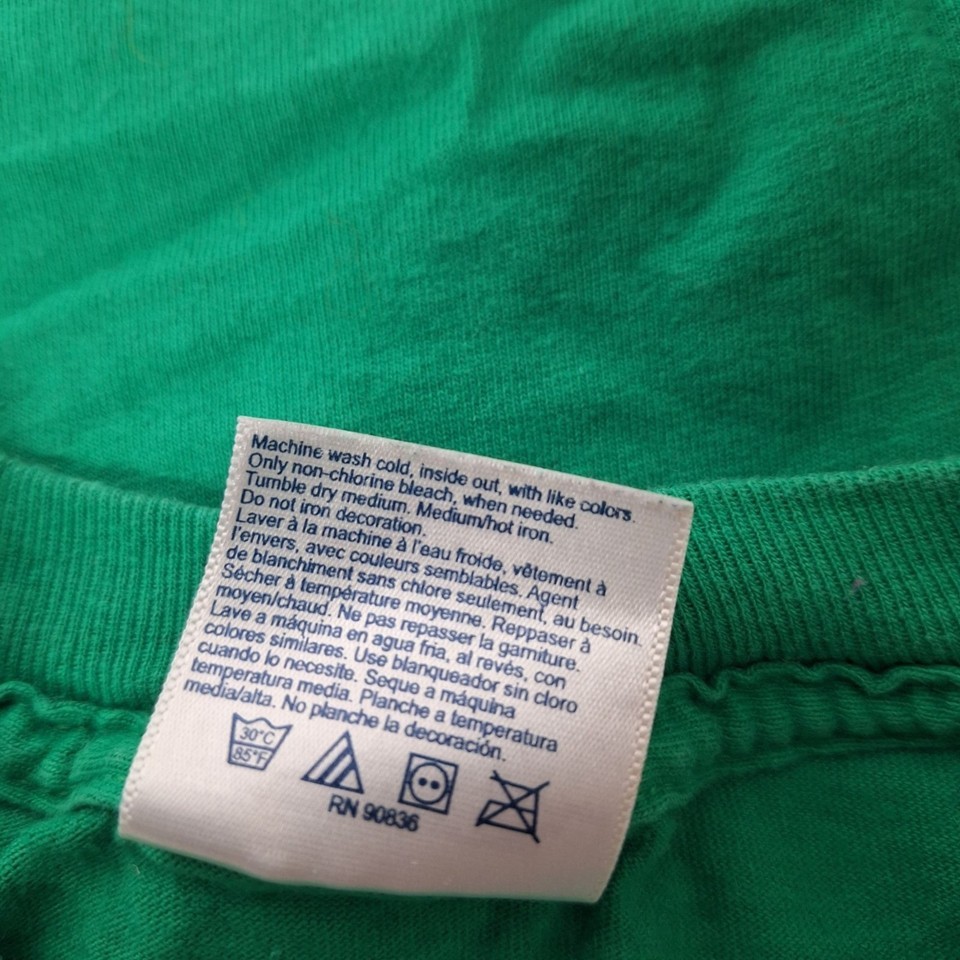 Machine wash cold, inside out, with like colors.
Only non-chlorine bleach, when needed.
Tumble dry medium. Medium/hot iron.
Do not iron decoration.
Laver à la machine à l'eau froide, vêtement à
l'envers, avec couleurs semblables. Agent
de blanchiment sans chlore seulement, au besoin.
Sécher à température moyenne. Reppaser à
moyen/chaud. Ne pas repasser la garniture.
Lave a máquina en agua fria, al revés, con
colores similares. Use blanqueador sin cloro
cuando lo necesite. Seque a máquina
temperatura media. Planche a temperatura
media/alta. No planche la decoración.
30°C
85°F
RN 90836